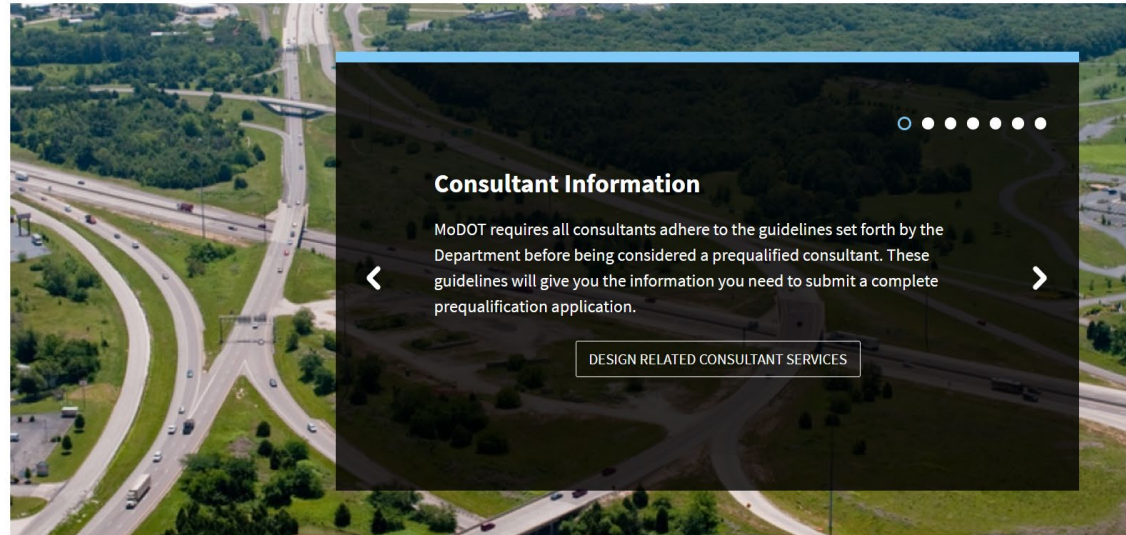 Consultant Information
MoDOT requires all consultants adhere to the guidelines set forth by the
Department before being considered a prequalified consultant. These
guidelines will give you the information you need to submit a complete
prequalification application.
DESIGN RELATED CONSULTANT SERVICES